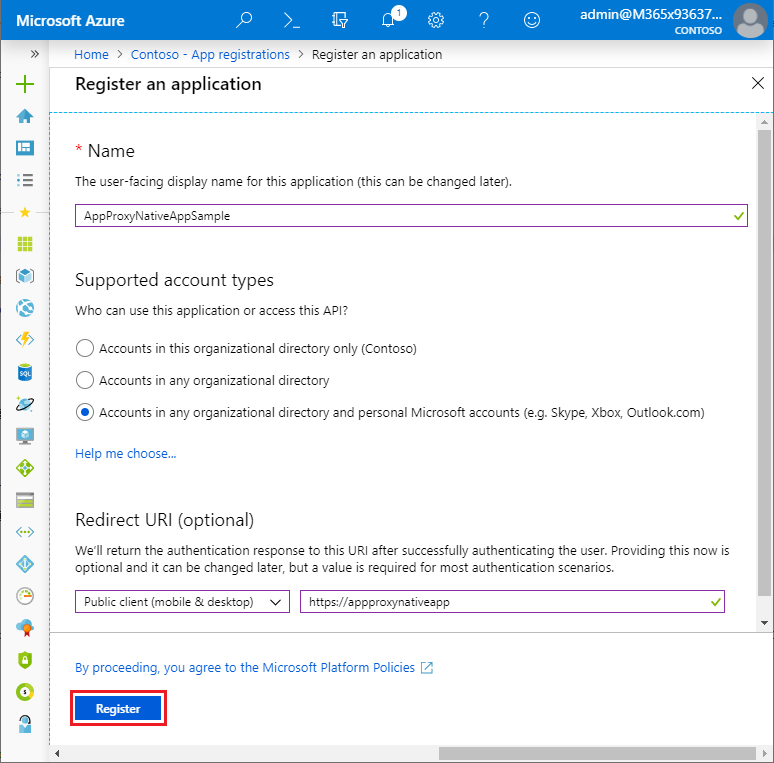 Microsoft Azure
1
admin@M365x93637...
CONTOSO
Home > Contoso - App registrations > Register an application
Register an application
* Name
The user-facing display name for this application (this can be changed later).
AppProxyNativeAppSample
Supported account types
Who can use this application or access this API?
Accounts in this organizational directory only (Contoso)
Accounts in any organizational directory
Accounts in any organizational directory and personal Microsoft accounts (e.g. Skype, Xbox, Outlook.com)
Help me choose...
Redirect URI (optional)
We'll return the authentication response to this URI after successfully authenticating the user. Providing this now is
optional and it can be changed later, but a value is required for most authentication scenarios.
Public client (mobile & desktop) https://appproxynativeapp
By proceeding, you agree to the Microsoft Platform Policies
Register